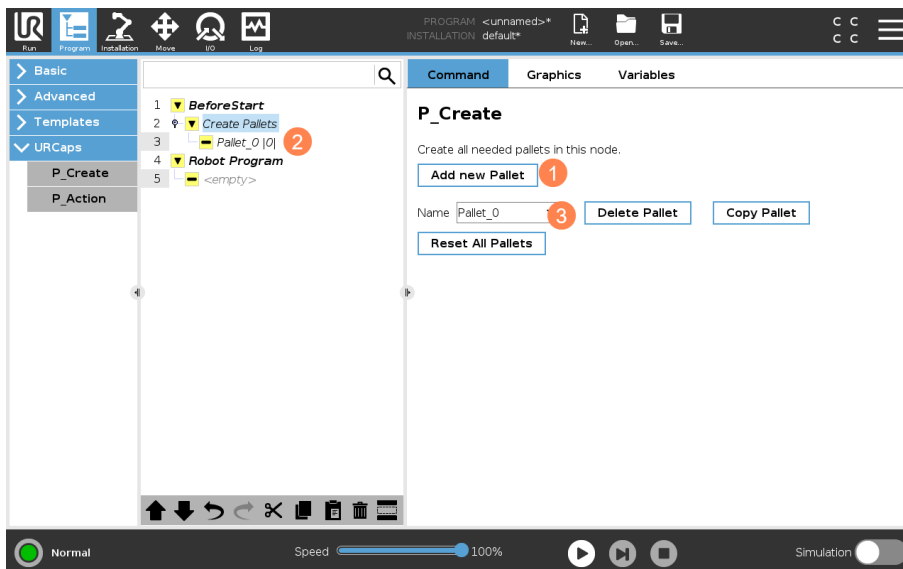 PROGRAM <unnamed>*
INSTALLATION default*
Run Program Installation Move I/O Log New... Open... Save...
C C
C C
Basic
Advanced
Templates
URCaps
P_Create
P_Action
1 BeforeStart
2 Create Pallets
3 Pallet_0 |0| 2
4 Robot Program
5 <empty>
Command Graphics Variables
P_Create
Create all needed pallets in this node.
Add new Pallet 1
Name Pallet_0 3 Delete Pallet Copy Pallet
Reset All Pallets
Normal Speed 100% Simulation